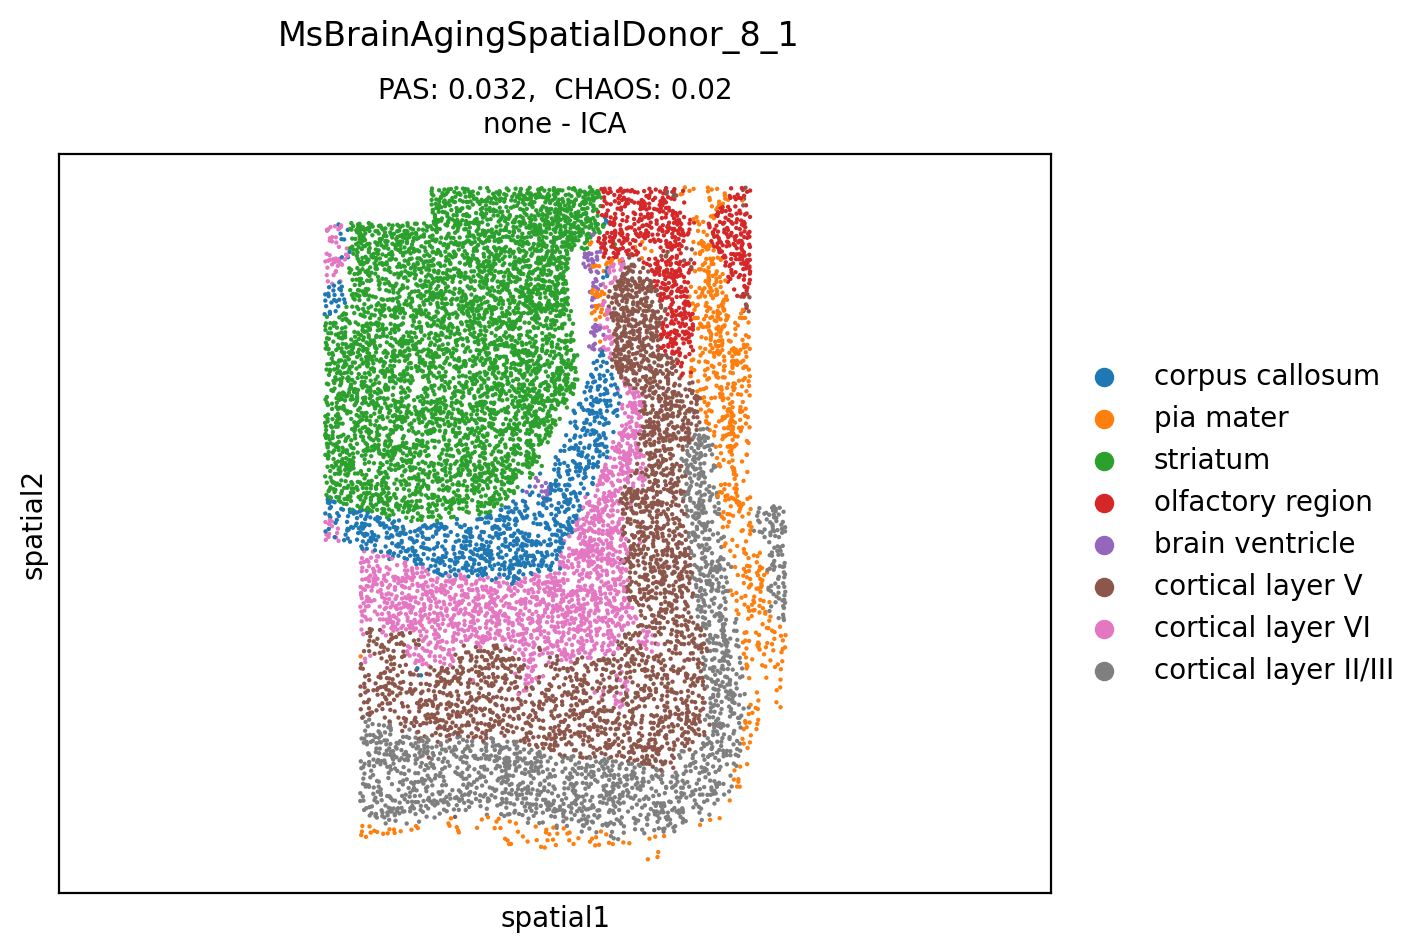 MsBrainAgingSpatialDonor_8_1
PAS: 0.032,  CHAOS: 0.02
none - ICA
spatial2
spatial1
corpus callosum
pia mater
striatum
olfactory region
brain ventricle
cortical layer V
cortical layer VI
cortical layer II/III